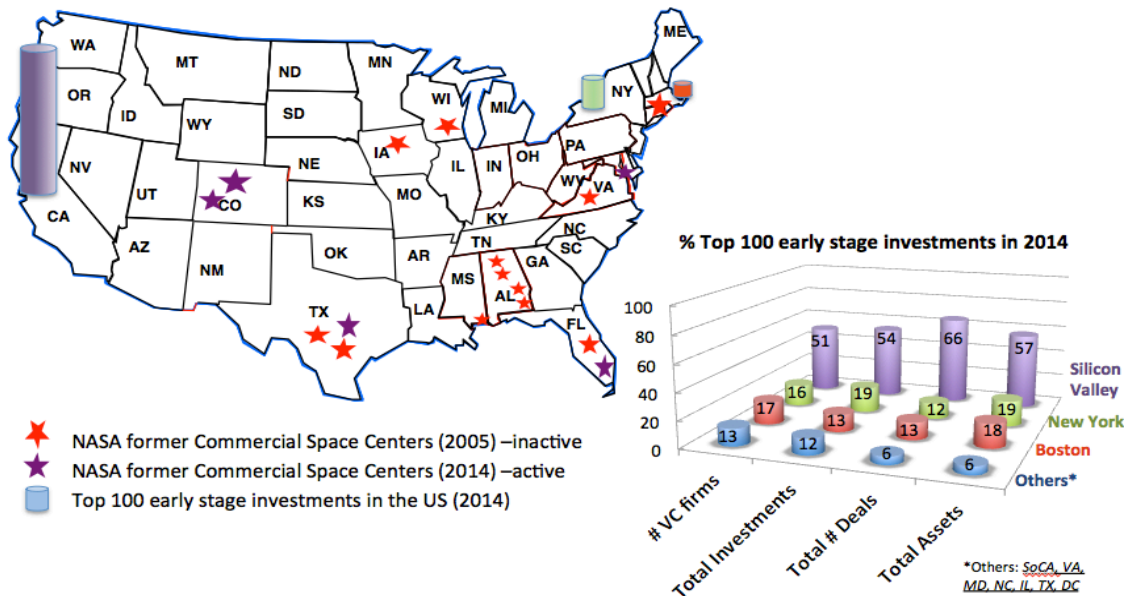 ME
WA
MT
ND
MN
OR
ID
SD
WI
MI
NY
WY
IA
NE
PA
NV
UT
CO
IL
IN
OH
WV
VA
CA
KS
MO
KY
AZ
NM
OK
AR
TN
NC
SC
MS
AL
GA
TX
LA
FL
NASA former Commercial Space Centers (2005) –inactive
NASA former Commercial Space Centers (2014) –active
Top 100 early stage investments in the US (2014)
% Top 100 early stage investments in 2014
100
80
60
40
20
0
51 54 66 57
16 19 12 19
17 13 13 18
13 12 6 6
Silicon
Valley
New York
Boston
Others*
# VC firms
Total Investments
Total # Deals
Total Assets
*Others: SoCA, VA,
MD, NC, IL, TX, DC